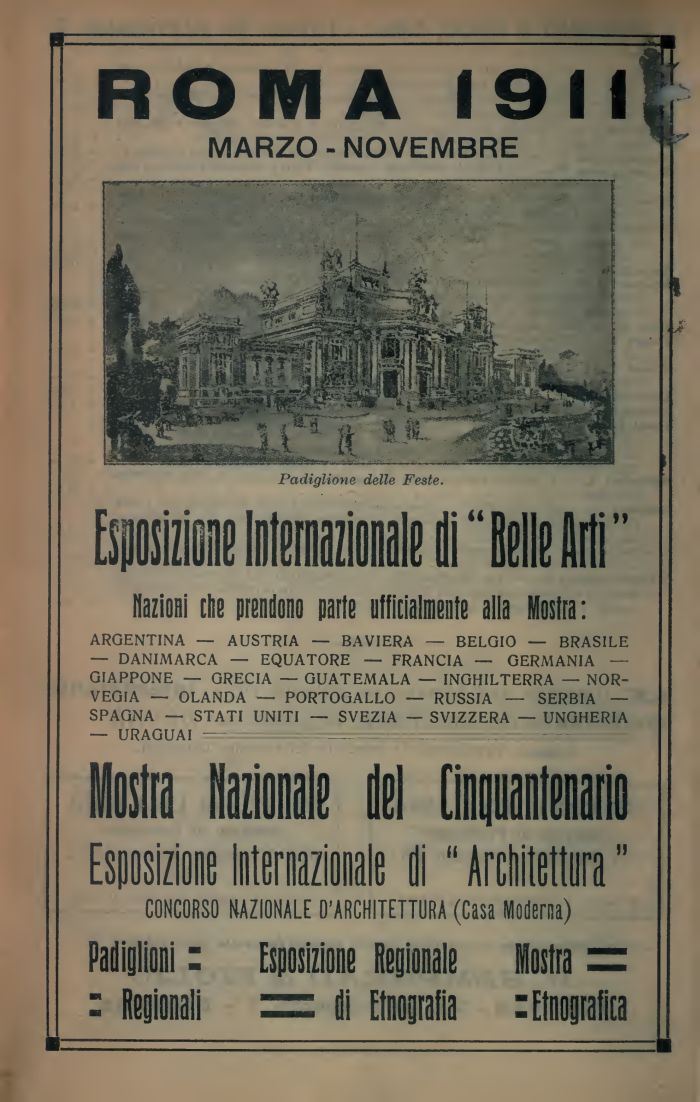 ROMA 1911
MARZO - NOVEMBRE
Padiglione delle Feste.
Esposizione Internazionale di “ Belle Arti ”
Nazioni che prendono parte ufficialmente alla Mostra :
ARGENTINA — AUSTRIA — BAVIERA — BELGIO — BRASILE
— DANIMARCA — EQUATORE — FRANCIA — GERMANIA —
GIAPPONE — GRECIA — GUATEMALA — INGHILTERRA — NOR-
VEGIA — OLANDA — PORTOGALLO — RUSSIA — SERBIA —
SPAGNA — STATI UNITI — SVEZIA — SVIZZERA — UNGHERIA
— URAGUAI
Mostra Nazionale del Cinquantenario
Esposizione Internazionale di “ Architettura ”
CONCORSO NAZIONALE D'ARCHITETTURA (Casa Moderna)
Padiglioni
Regionali
Esposizione Regionale
di Etnografia
Mostra
Etnografica